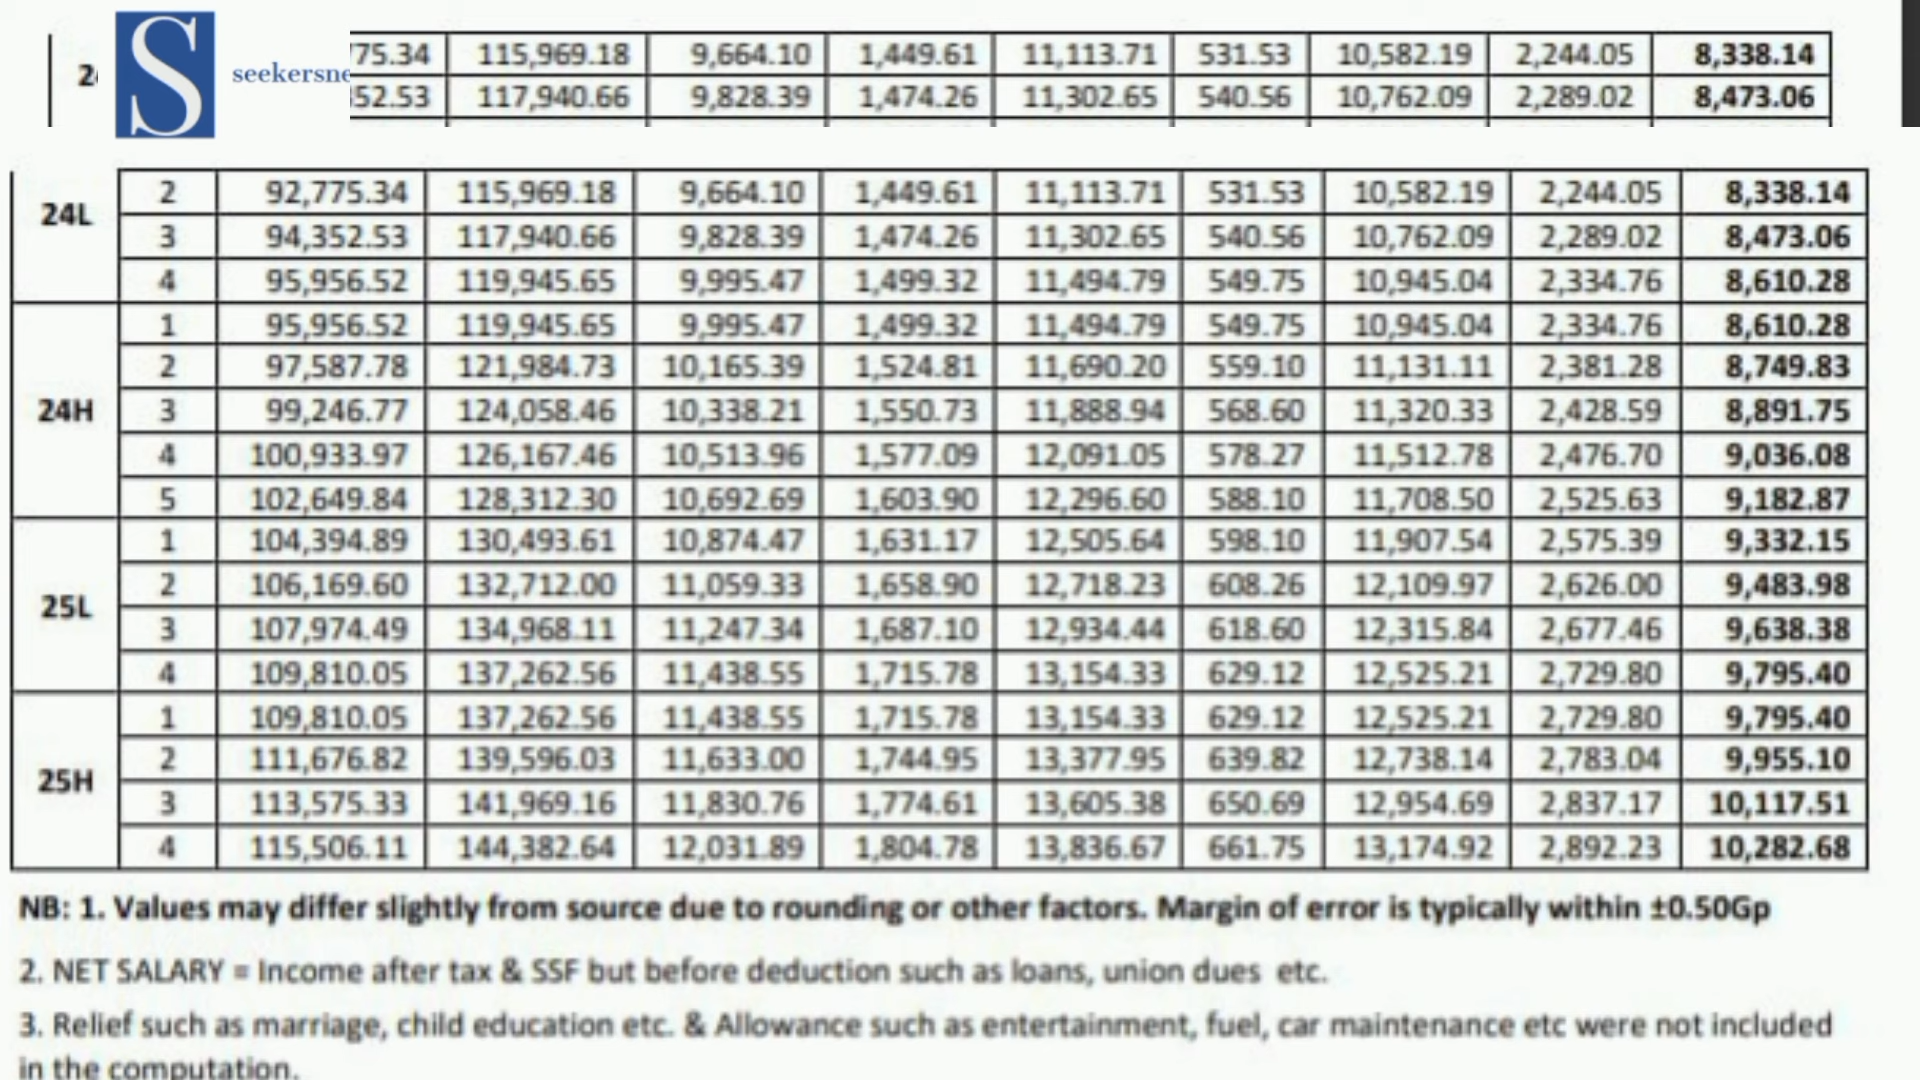 2
seekersne
75.34 115,969.18 9,664.10 1,449.61 11,113.71 531.53 10,582.19 2,244.05 8,338.14
52.53 117,940.66 9,828.39 1,474.26 11,302.65 540.56 10,762.09 2,289.02 8,473.06
24L
2 92,775.34 115,969.18 9,664.10 1,449.61 11,113.71 531.53 10,582.19 2,244.05 8,338.14
3 94,352.53 117,940.66 9,828.39 1,474.26 11,302.65 540.56 10,762.09 2,289.02 8,473.06
4 95,956.52 119,945.65 9,995.47 1,499.32 11,494.79 549.75 10,945.04 2,334.76 8,610.28
24H
1 95,956.52 119,945.65 9,995.47 1,499.32 11,494.79 549.75 10,945.04 2,334.76 8,610.28
2 97,587.78 121,984.73 10,165.39 1,524.81 11,690.20 559.10 11,131.11 2,381.28 8,749.83
3 99,246.77 124,058.46 10,338.21 1,550.73 11,888.94 568.60 11,320.33 2,428.59 8,891.75
4 100,933.97 126,167.46 10,513.96 1,577.09 12,091.05 578.27 11,512.78 2,476.70 9,036.08
5 102,649.84 128,312.30 10,692.69 1,603.90 12,296.60 588.10 11,708.50 2,525.63 9,182.87
25L
1 104,394.89 130,493.61 10,874.47 1,631.17 12,505.64 598.10 11,907.54 2,575.39 9,332.15
2 106,169.60 132,712.00 11,059.33 1,658.90 12,718.23 608.26 12,109.97 2,626.00 9,483.98
3 107,974.49 134,968.11 11,247.34 1,687.10 12,934.44 618.60 12,315.84 2,677.46 9,638.38
4 109,810.05 137,262.56 11,438.55 1,715.78 13,154.33 629.12 12,525.21 2,729.80 9,795.40
25H
1 109,810.05 137,262.56 11,438.55 1,715.78 13,154.33 629.12 12,525.21 2,729.80 9,795.40
2 111,676.82 139,596.03 11,633.00 1,744.95 13,377.95 639.82 12,738.14 2,783.04 9,955.10
3 113,575.33 141,969.16 11,830.76 1,774.61 13,605.38 650.69 12,954.69 2,837.17 10,117.51
4 115,506.11 144,382.64 12,031.89 1,804.78 13,836.67 661.75 13,174.92 2,892.23 10,282.68
NB: 1. Values may differ slightly from source due to rounding or other factors. Margin of error is typically within ±0.50Gp
2. NET SALARY = Income after tax & SSF but before deduction such as loans, union dues etc.
3. Relief such as marriage, child education etc. & Allowance such as entertainment, fuel, car maintenance etc were not included
in the computation.